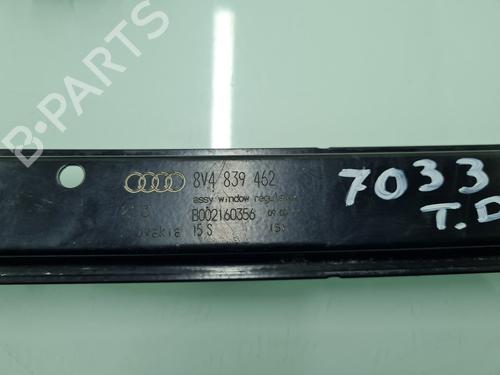 B-PARTS
8V4 839 462
assy window regulator
B002160356
15 S
7033
T.D